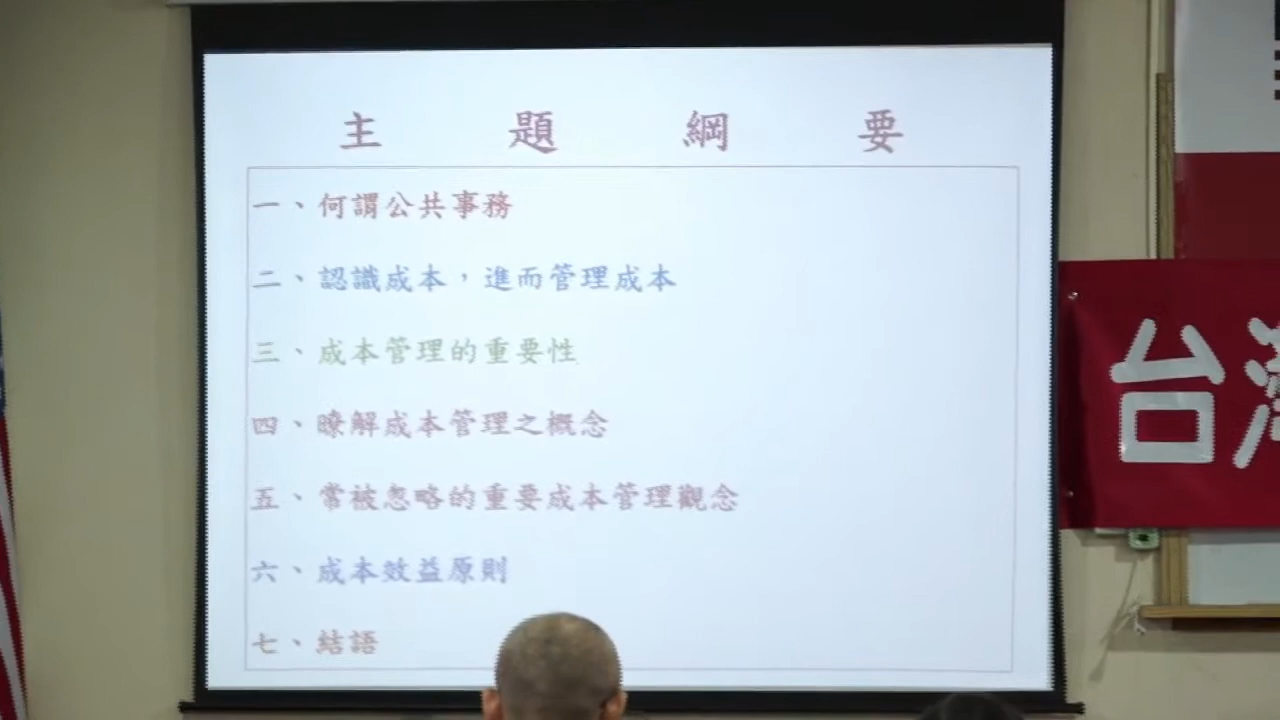 主題綱要
一、何謂公共事務
二、認識成本，進而管理成本
三、成本管理的重要性
四、瞭解成本管理之概念
五、常被忽略的重要成本管理觀念
六、成本效益原則
七、結語
台灣